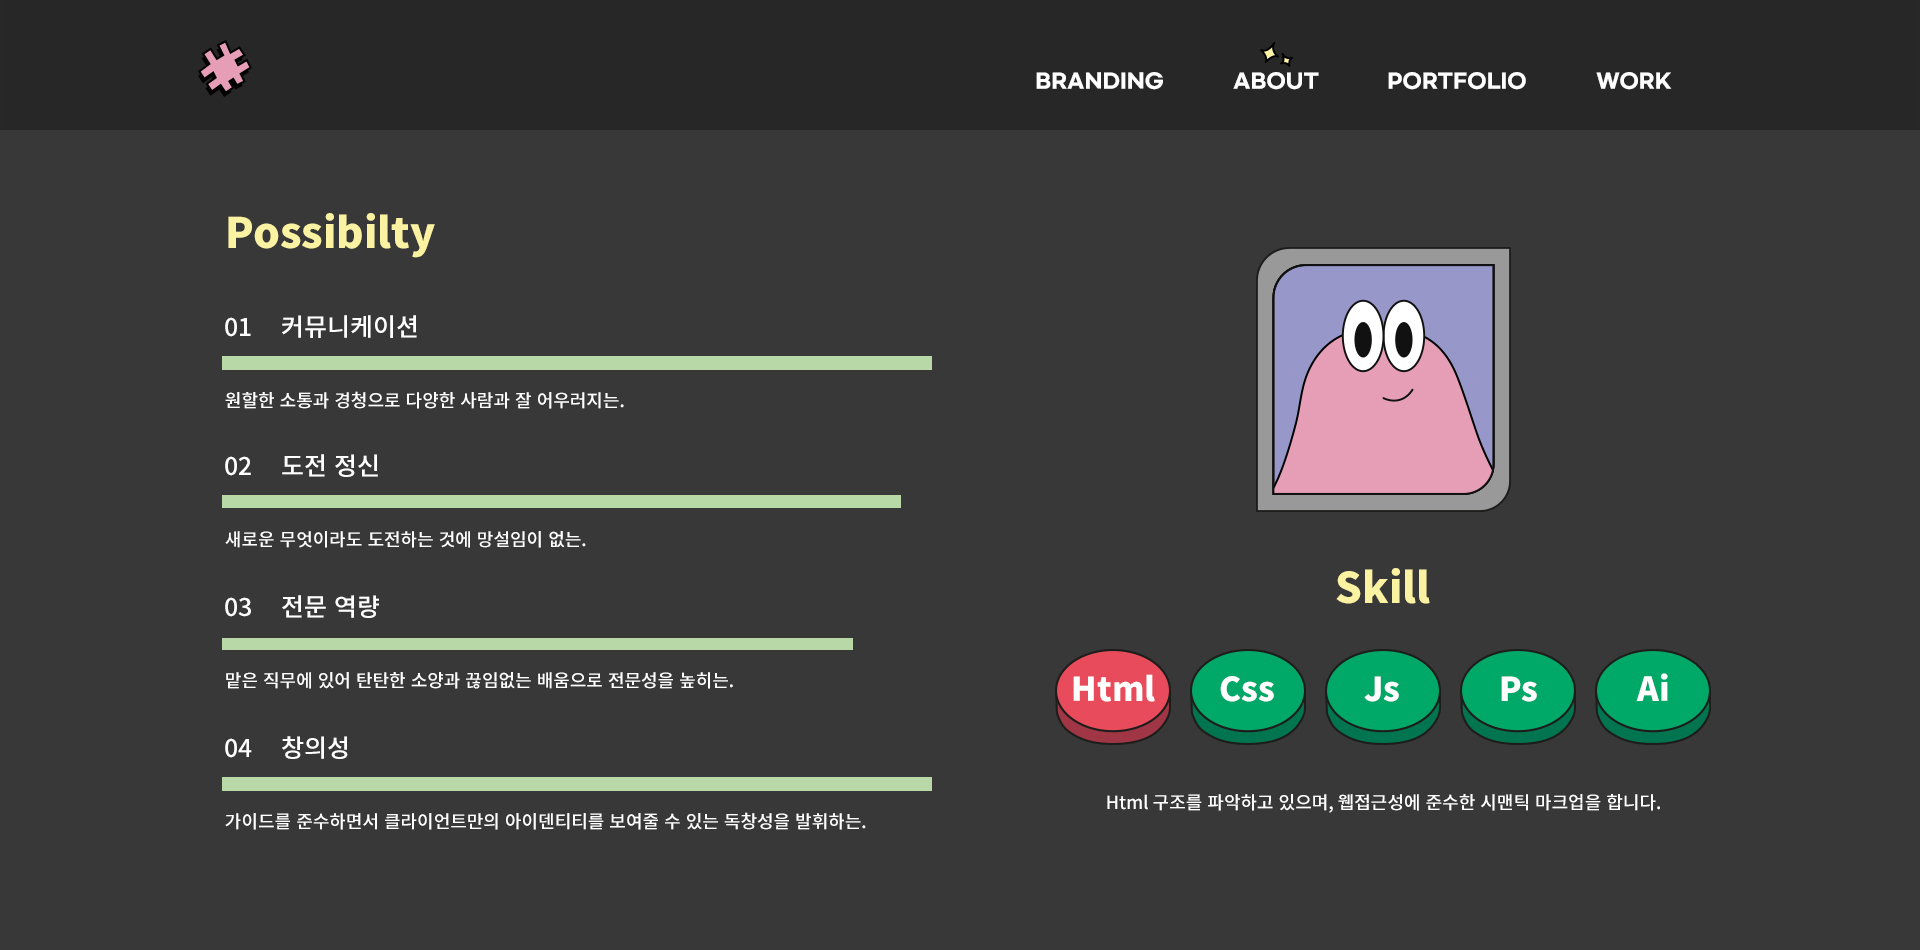 BRANDING ABOUT PORTFOLIO WORK
Possibilty
01 커뮤니케이션
원할한 소통과 경청으로 다양한 사람과 잘 어우러지는.
02 도전 정신
새로운 무엇이라도 도전하는 것에 망설임이 없는.
03 전문 역량
맡은 직무에 있어 탄탄한 소양과 끊임없는 배움으로 전문성을 높히는.
04 창의성
가이드를 준수하면서 클라이언트만의 아이덴티티를 보여줄 수 있는 독창성을 발휘하는.
Skill
Html Css Js Ps Ai
Html 구조를 파악하고 있으며, 웹접근성에 준수한 시맨틱 마크업을 합니다.